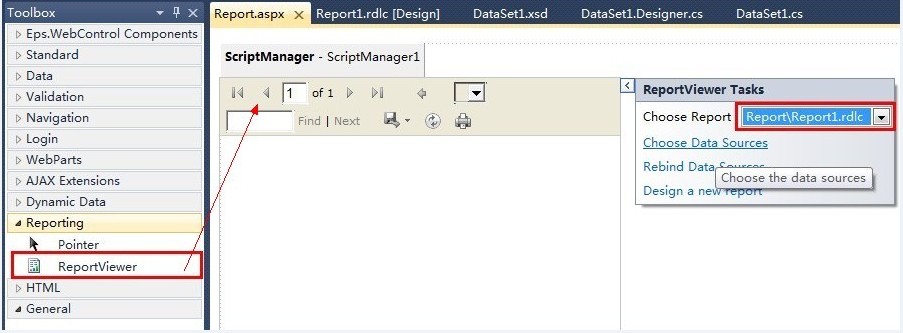 Toolbox
Eps.WebControl Components
Standard
Data
Validation
Navigation
Login
WebParts
AJAX Extensions
Dynamic Data
Reporting
Pointer
ReportViewer
HTML
General
Report.aspx Report1.rdlc [Design] DataSet1.xsd DataSet1.Designer.cs DataSet1.cs
ScriptManager - ScriptManager1
1 of 1
Find | Next
ReportViewer Tasks
Choose Report Report\Report1.rdlc
Choose Data Sources
Rebind Data Sources
Choose the data sources
Design a new report